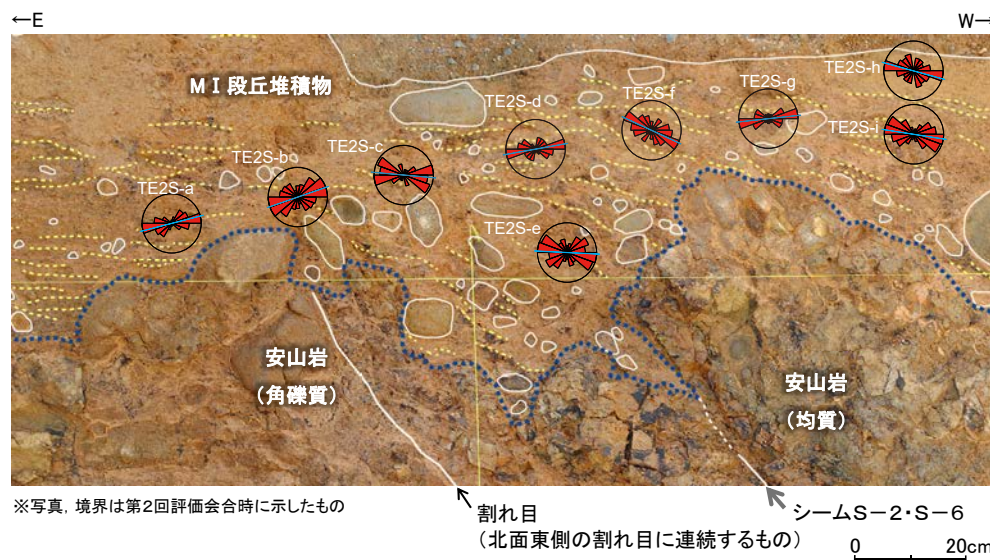 ←E
W→
MⅠ段丘堆積物
TE2S-a
TE2S-b
TE2S-c
TE2S-d
TE2S-e
TE2S-f
TE2S-g
TE2S-h
TE2S-i
安山岩
（角礫質）
安山岩
（均質）
※写真，境界は第2回評価会合時に示したもの
割れ目
（北面東側の割れ目に連続するもの）
シームS－2・S－6
0 20cm